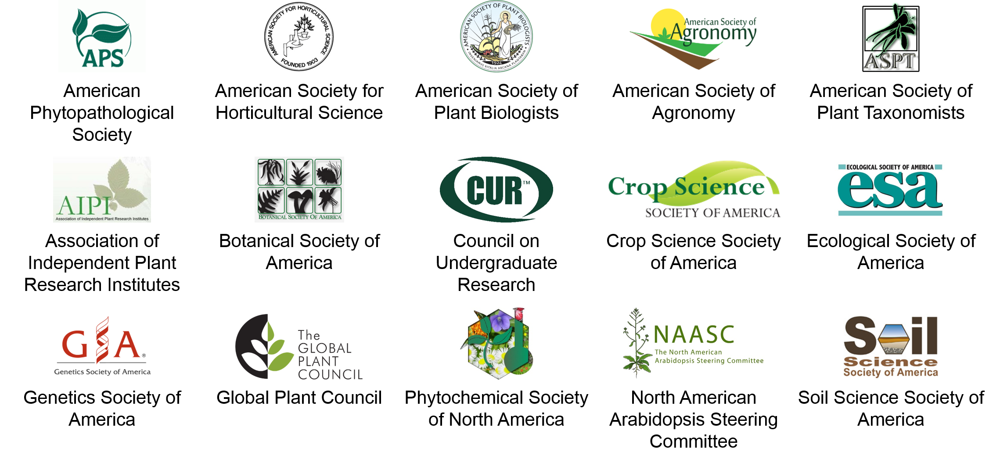 APS
AMERICAN SOCIETY FOR HORTICULTURAL SCIENCE
FOUNDED 1903
AMERICAN SOCIETY OF PLANT BIOLOGISTS
1924
INVENIAMVS VITALIA ARCANA PLANTARVM
American Society of
Agronomy
ASPT
American
Phytopathological
Society
American Society for
Horticultural Science
American Society of
Plant Biologists
American Society of
Agronomy
American Society of
Plant Taxonomists
AIPI
Association of Independent Plant Research Institutes
BOTANICAL SOCIETY OF AMERICA
CUR™
Crop Science
SOCIETY OF AMERICA
ECOLOGICAL SOCIETY OF AMERICA
esa
Association of
Independent Plant
Research Institutes
Botanical Society of
America
Council on
Undergraduate
Research
Crop Science Society
of America
Ecological Society of
America
GSA®
Genetics Society of America
The
GLOBAL
PLANT
COUNCIL
NAASC
The North American
Arabidopsis Steering Committee
Soil
Science
Society of America
Genetics Society of
America
Global Plant Council
Phytochemical Society
of North America
North American
Arabidopsis Steering
Committee
Soil Science Society of
America